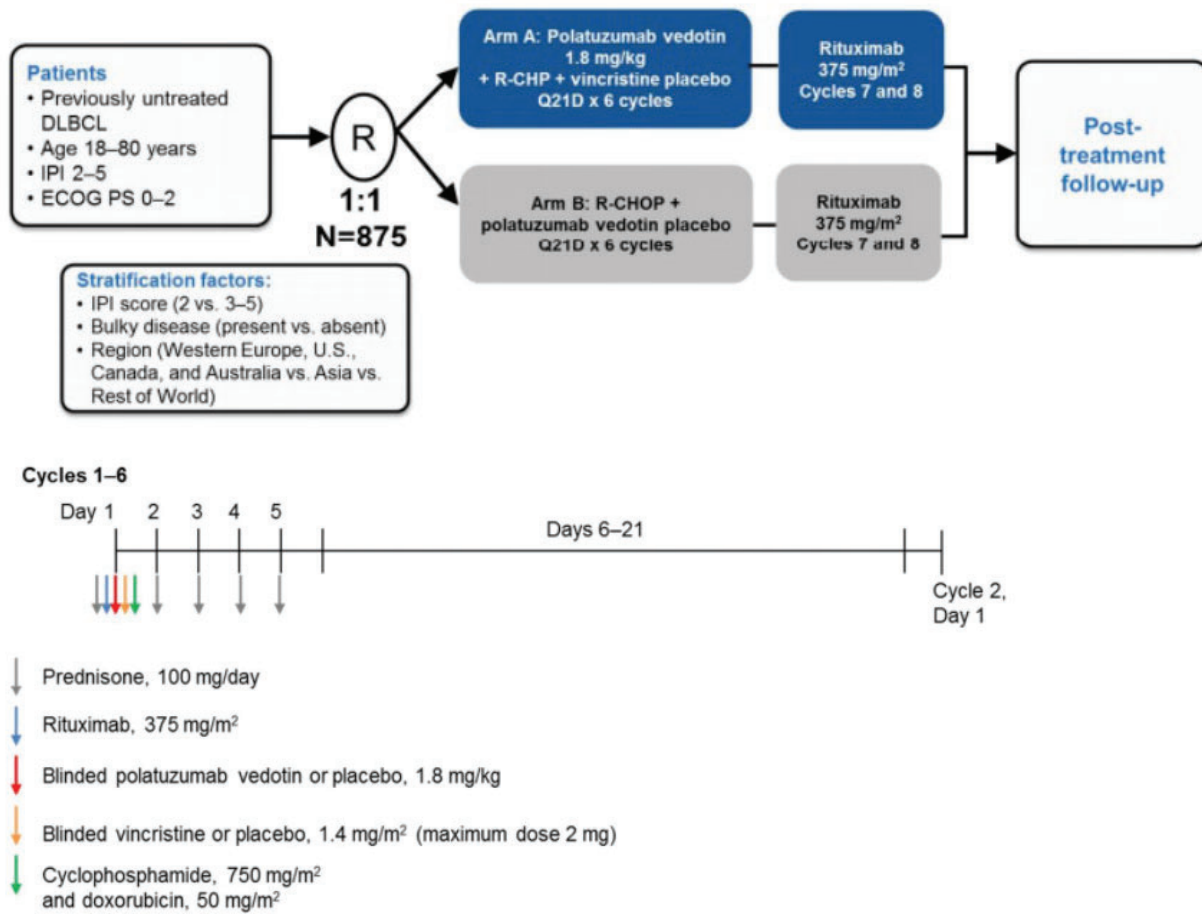 Patients
• Previously untreated
DLBCL
• Age 18–80 years
• IPI 2–5
• ECOG PS 0–2
R
1:1
N=875
Arm A: Polatuzumab vedotin
1.8 mg/kg
+ R-CHP + vincristine placebo
Q21D x 6 cycles
Rituximab
375 mg/m²
Cycles 7 and 8
Arm B: R-CHOP +
polatuzumab vedotin placebo
Q21D x 6 cycles
Rituximab
375 mg/m²
Cycles 7 and 8
Post-
treatment
follow-up
Stratification factors:
• IPI score (2 vs. 3–5)
• Bulky disease (present vs. absent)
• Region (Western Europe, U.S.,
Canada, and Australia vs. Asia vs.
Rest of World)
Cycles 1–6
Day 1 2 3 4 5
Days 6–21
Cycle 2,
Day 1
Prednisone, 100 mg/day
Rituximab, 375 mg/m²
Blinded polatuzumab vedotin or placebo, 1.8 mg/kg
Blinded vincristine or placebo, 1.4 mg/m² (maximum dose 2 mg)
Cyclophosphamide, 750 mg/m²
and doxorubicin, 50 mg/m²